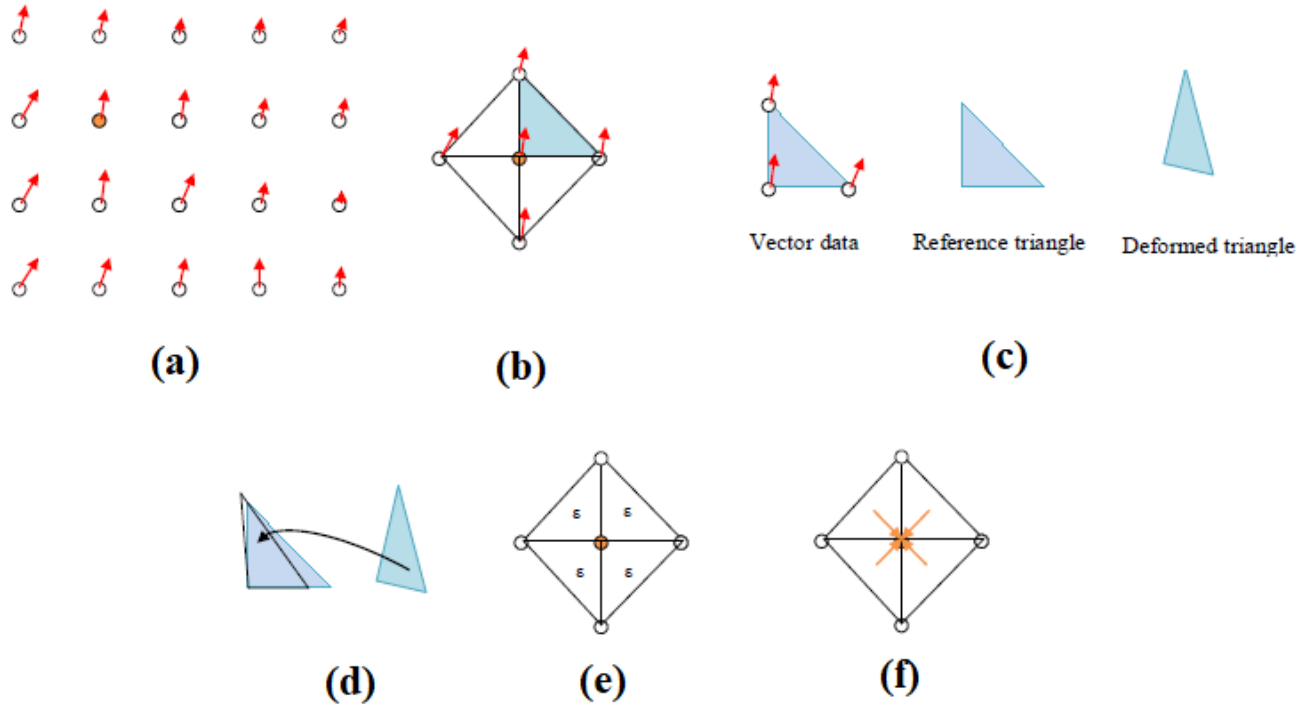 (a)
(b)
Vector data
Reference triangle
Deformed triangle
(c)
(d)
ε ε
ε ε
(e)
(f)